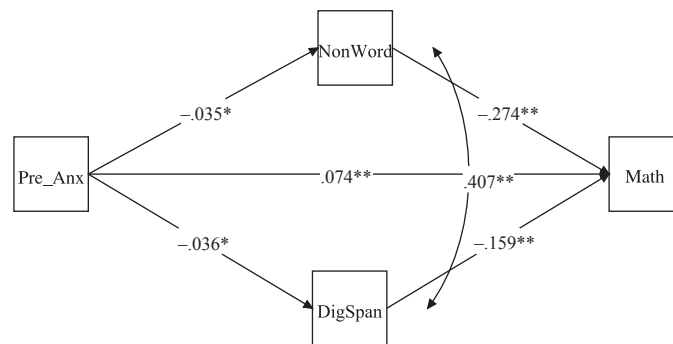 NonWord
–.035*
–.274**
Pre_Anx
.074**
.407**
Math
–.036*
–.159**
DigSpan